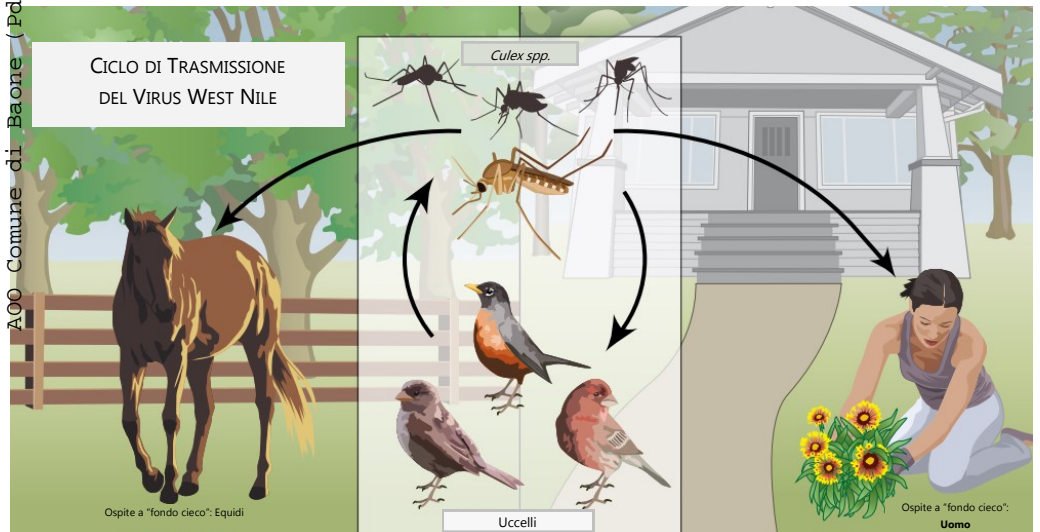 AOO Comune di Baone (Pd
CICLO DI TRASMISSIONE
DEL VIRUS WEST NILE
Culex spp.
Ospite a "fondo cieco": Equidi
Uccelli
Ospite a "fondo cieco":
Uomo